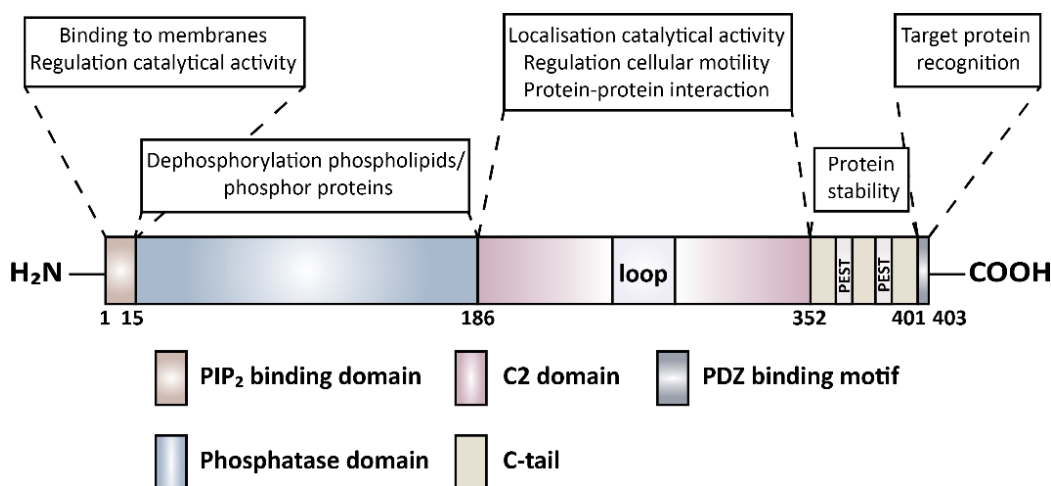 Binding to membranes
Regulation catalytical activity
Localisation catalytical activity
Regulation cellular motility
Protein-protein interaction
Target protein
recognition
Dephosphorylation phospholipids/
phosphor proteins
Protein
stability
H₂N
loop
PEST
PEST
COOH
1 15 186 352 401 403
PIP₂ binding domain
C2 domain
PDZ binding motif
Phosphatase domain
C-tail